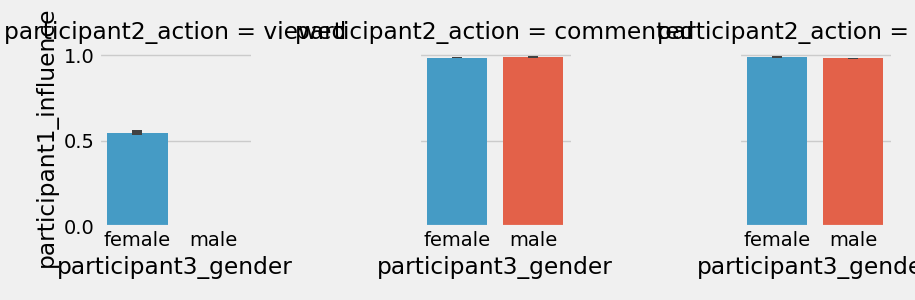 participant2_action = viewed
participant2_action = commented
participant2_action =
participant1_influence
1.0
0.5
0.0
female male
female male
female male
participant3_gender
participant3_gender
participant3_gende